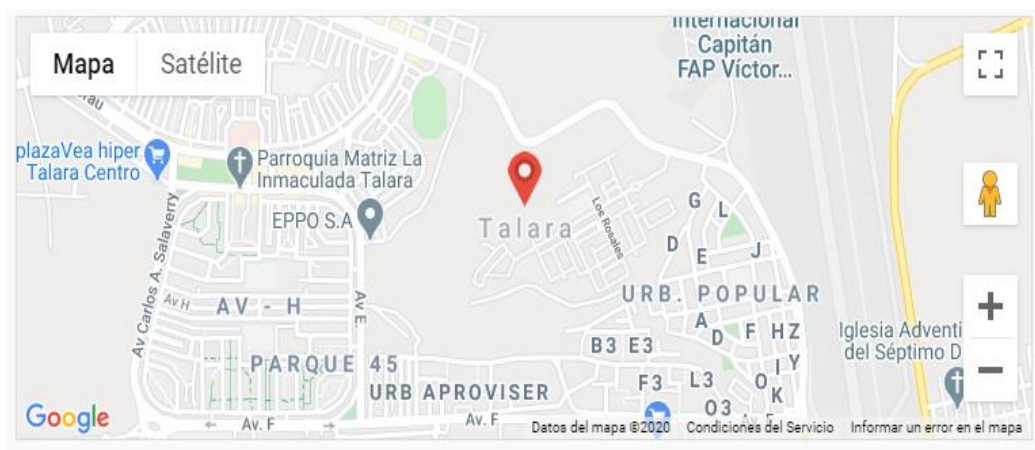 Internacional
Capitán
FAP Víctor...
Mapa
Satélite
plazaVea hiper
Talara Centro
Parroquia Matriz La
Inmaculada Talara
EPPO S.A
Talara
Los Rosales
G
L
D
E
J
Av Carlos A. Salaverry
Av H
AV - H
Av E.
URB. POPULAR
A
D
F
H
Z
B3
E3
Iglesia Adventi
del Séptimo D
PARQUE 45
URB APROVISER
F3
L3
O
I
Y
K
O3
Google
Av. F
Av. F
Datos del mapa ©2020
Condiciones del Servicio
Informar un error en el mapa